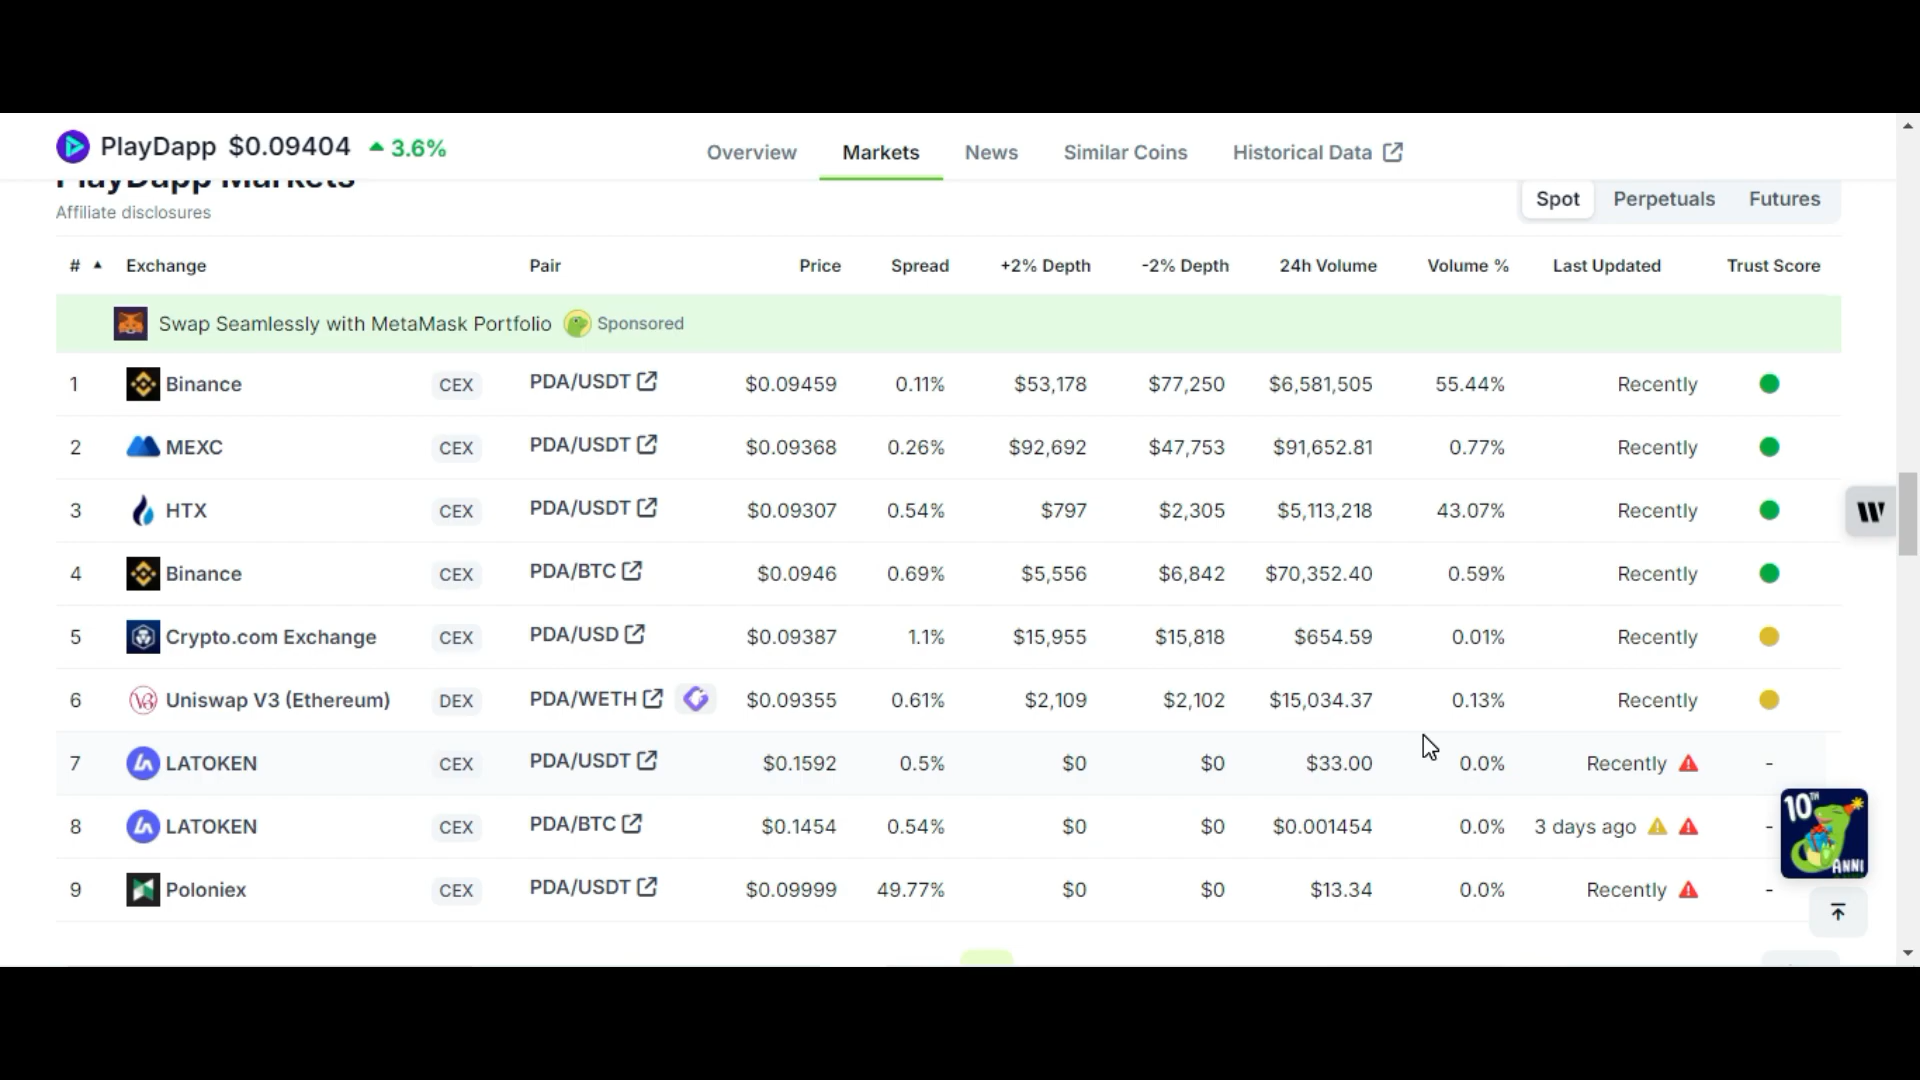 PlayDapp $0.09404 3.6% Overview Markets News Similar Coins Historical Data
PlayDapp Markets
Affiliate disclosures
Spot Perpetuals Futures
# Exchange Pair Price Spread +2% Depth -2% Depth 24h Volume Volume % Last Updated Trust Score
Swap Seamlessly with MetaMask Portfolio Sponsored
1 Binance CEX PDA/USDT $0.09459 0.11% $53,178 $77,250 $6,581,505 55.44% Recently
2 MEXC CEX PDA/USDT $0.09368 0.26% $92,692 $47,753 $91,652.81 0.77% Recently
3 HTX CEX PDA/USDT $0.09307 0.54% $797 $2,305 $5,113,218 43.07% Recently
4 Binance CEX PDA/BTC $0.0946 0.69% $5,556 $6,842 $70,352.40 0.59% Recently
5 Crypto.com Exchange CEX PDA/USD $0.09387 1.1% $15,955 $15,818 $654.59 0.01% Recently
6 Uniswap V3 (Ethereum) DEX PDA/WETH $0.09355 0.61% $2,109 $2,102 $15,034.37 0.13% Recently
7 LATOKEN CEX PDA/USDT $0.1592 0.5% $0 $0 $33.00 0.0% Recently -
8 LATOKEN CEX PDA/BTC $0.1454 0.54% $0 $0 $0.001454 0.0% 3 days ago -
9 Poloniex CEX PDA/USDT $0.09999 49.77% $0 $0 $13.34 0.0% Recently -
10TH
ANNI